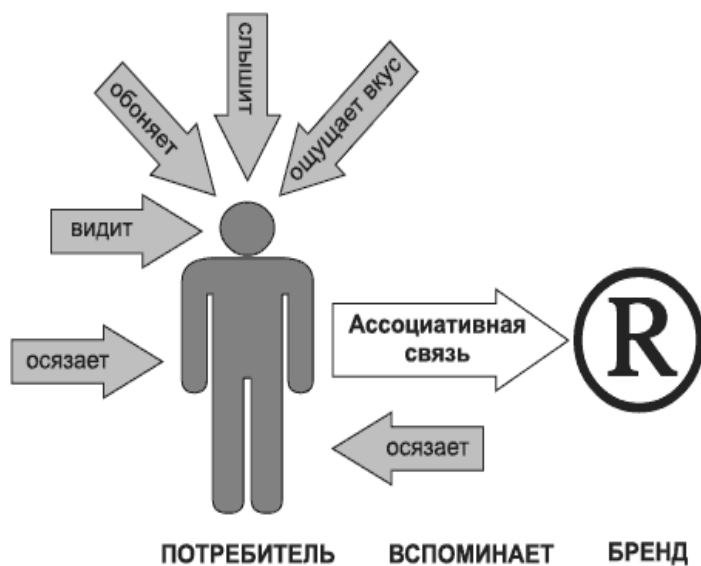 слышит
обоняет
ощущает вкус
видит
Ассоциативная
связь
R
осязает
осязает
ПОТРЕБИТЕЛЬ ВСПОМИНАЕТ БРЕНД